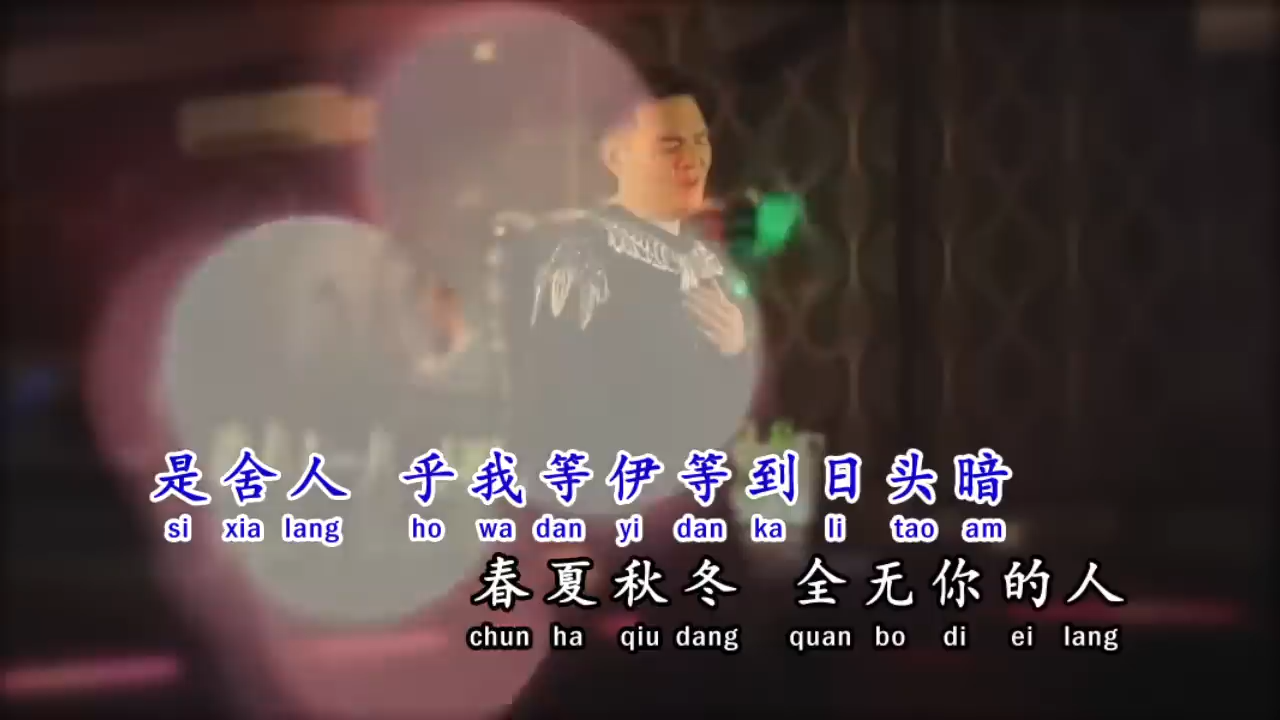 是舍人 乎我等伊等到日头暗
si xia lang ho wa dan yi dan ka li tao am
春夏秋冬 全无你的人
chun ha qiu dang quan bo di ei lang